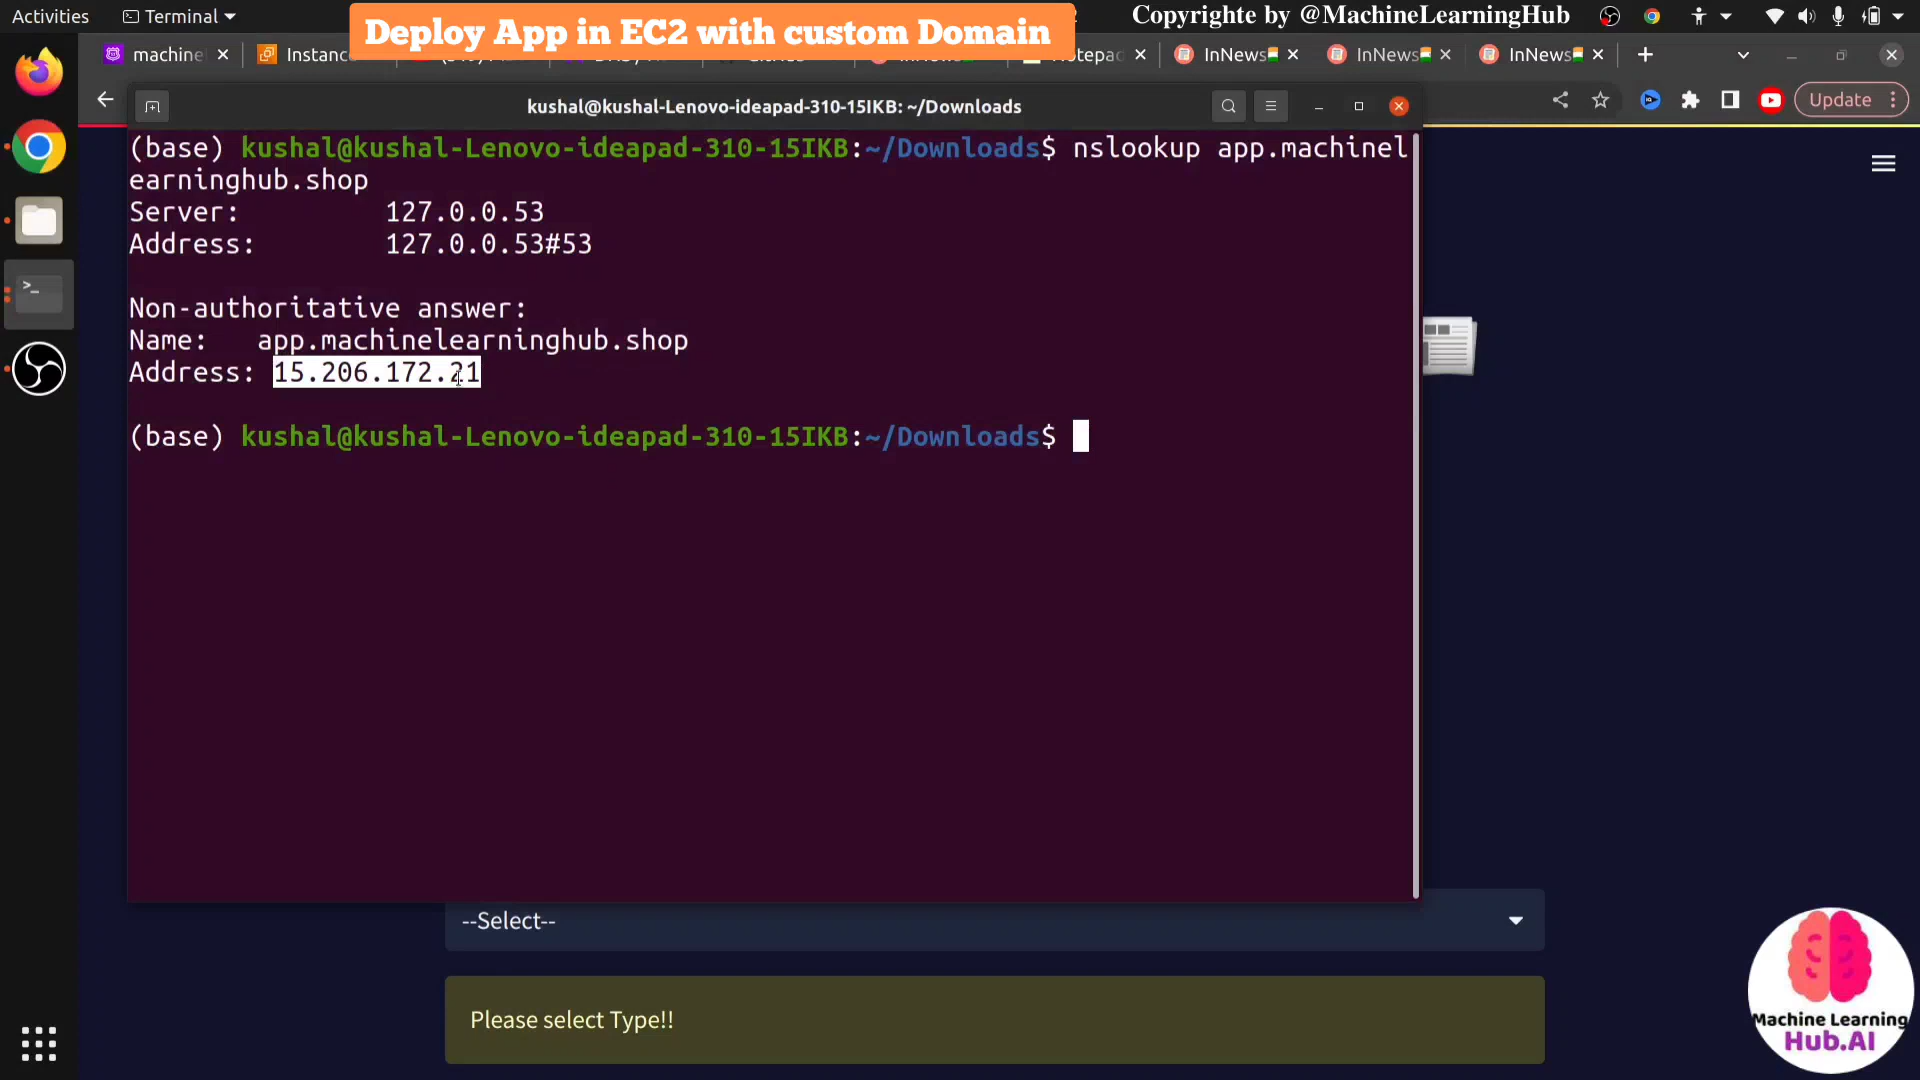 Activities
Terminal
Deploy App in EC2 with custom Domain
Copyrighte by @MachineLearningHub
machine
Instanc
Notepad
InNews
InNews
InNews
Update
kushal@kushal-Lenovo-ideapad-310-15IKB: ~/Downloads
(base) kushal@kushal-Lenovo-ideapad-310-15IKB:~/Downloads$ nslookup app.machinel
earninghub.shop
Server: 127.0.0.53
Address: 127.0.0.53#53
Non-authoritative answer:
Name: app.machinelearninghub.shop
Address: 15.206.172.21
(base) kushal@kushal-Lenovo-ideapad-310-15IKB:~/Downloads$
--Select--
Please select Type!!
Machine Learning
Hub.AI